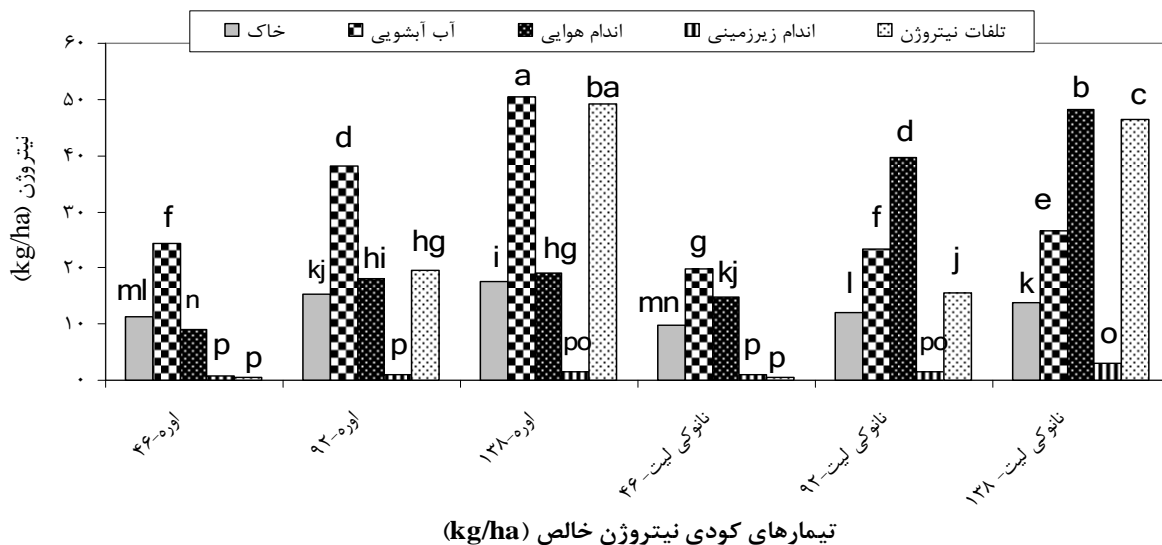 خاک آب آبشویی اندام هوایی اندام زیرزمینی تلفات نیتروژن
نیتروژن (kg/ha)
۶۰
۵۰
۴۰
۳۰
۲۰
۱۰
۰
ml f n p p
kj d hi p hg
i a hg po ba
mn g kj p p
l f d po j
k e b o c
اوره-۴۶
اوره-۹۲
اوره-۱۳۸
نانوکی لیت- ۴۶
نانوکی لیت-۹۲
نانوکی لیت- ۱۳۸
تیمارهای کودی نیتروژن خالص (kg/ha)